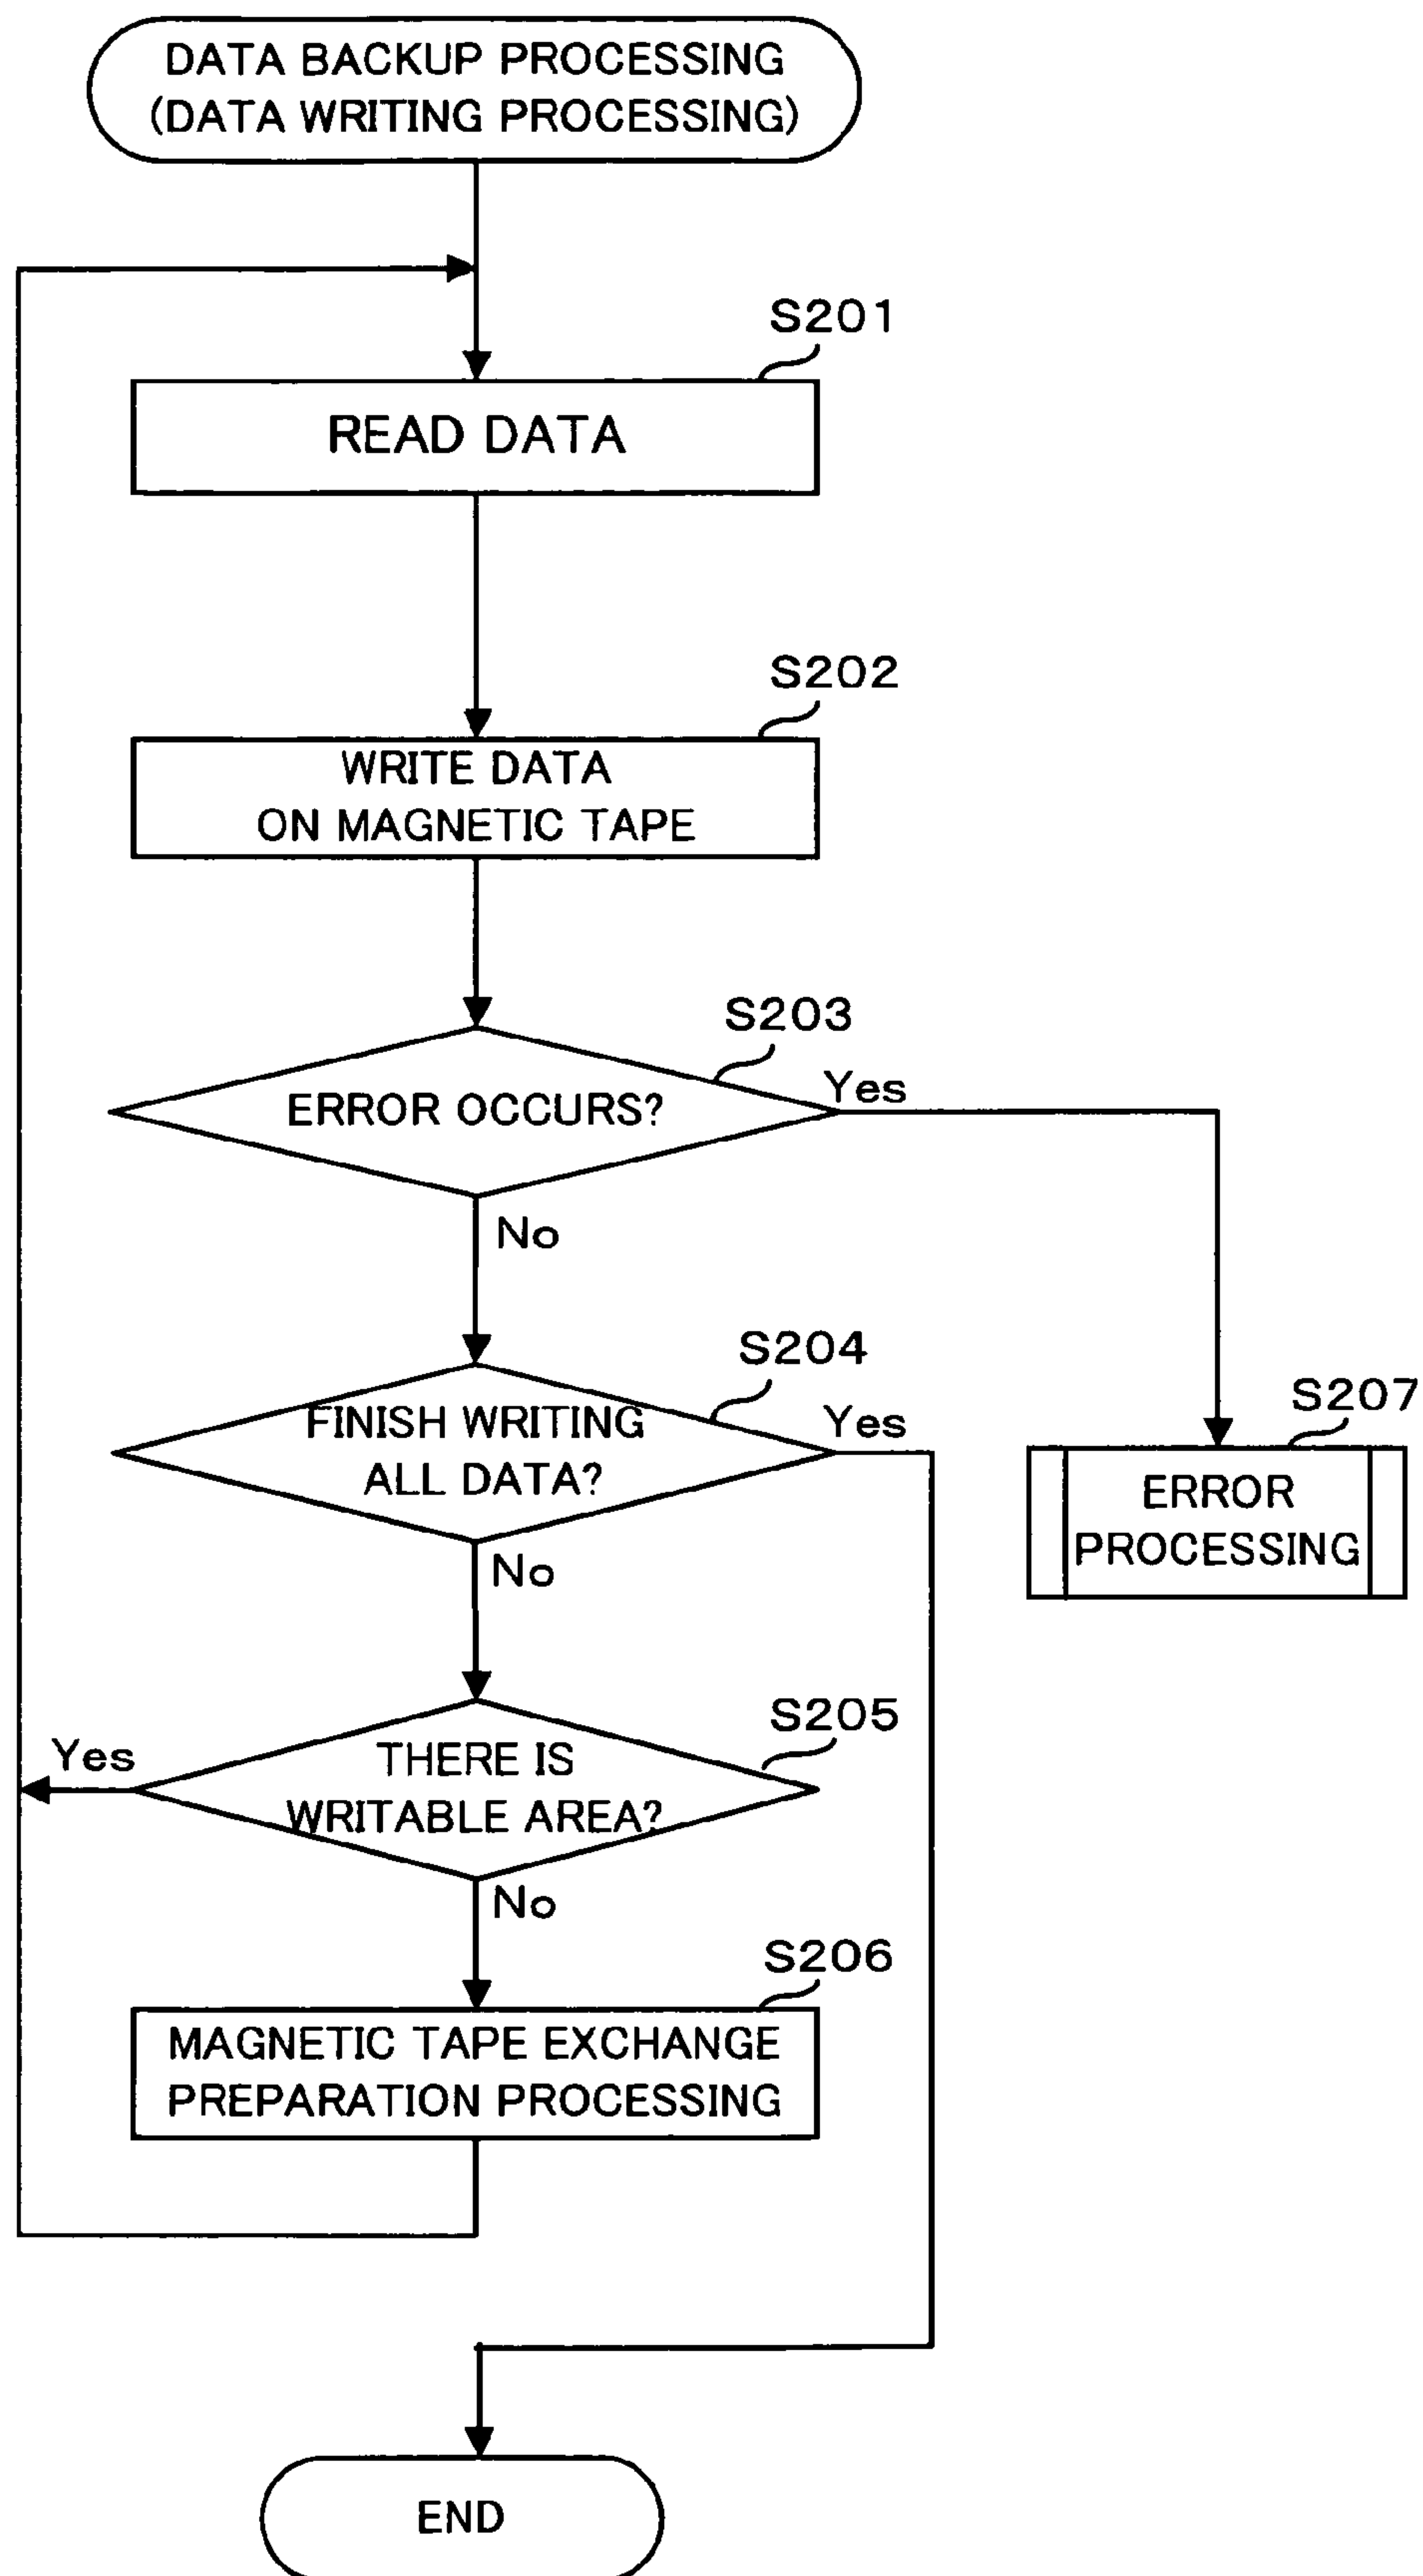 DATA BACKUP PROCESSING
(DATA WRITING PROCESSING)
S201
READ DATA
S202
WRITE DATA
ON MAGNETIC TAPE
S203
ERROR OCCURS?
Yes
No
S204
FINISH WRITING
ALL DATA?
Yes
No
S207
ERROR
PROCESSING
S205
THERE IS
WRITABLE AREA?
Yes
No
S206
MAGNETIC TAPE EXCHANGE
PREPARATION PROCESSING
END